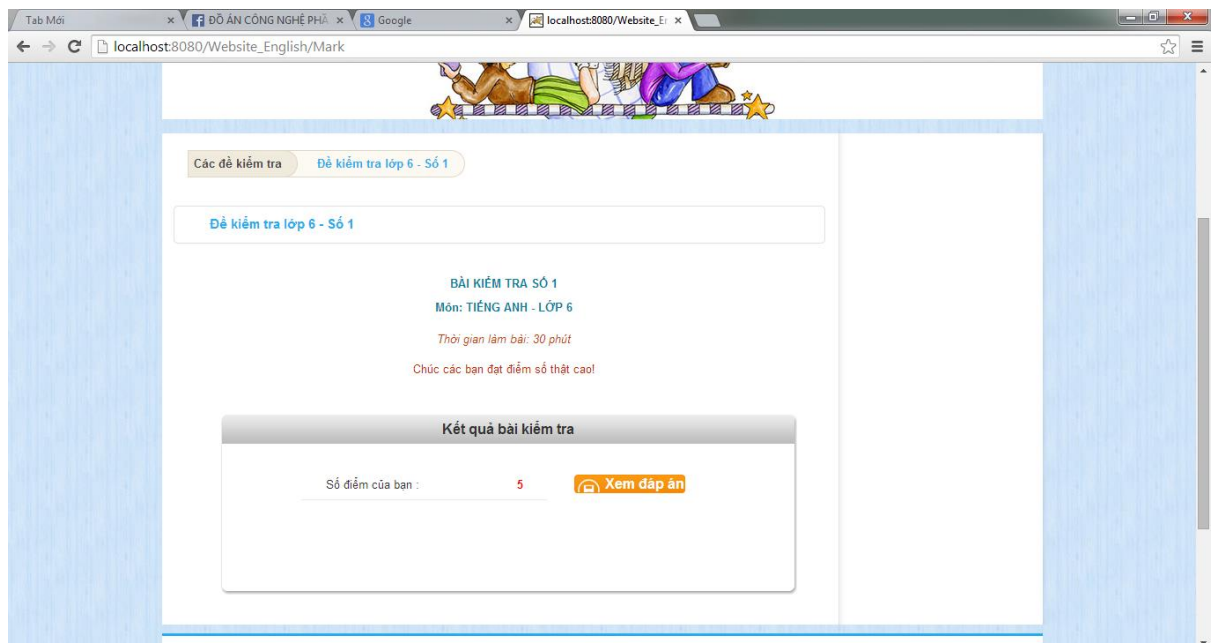 Tab Mới
ĐỒ ÁN CÔNG NGHỆ PHẦ
Google
localhost:8080/Website_Er
localhost:8080/Website_English/Mark
Các đề kiểm tra
Đề kiểm tra lớp 6 - Số 1
Đề kiểm tra lớp 6 - Số 1
BÀI KIỂM TRA SỐ 1
Môn: TIẾNG ANH - LỚP 6
Thời gian làm bài: 30 phút
Chúc các bạn đạt điểm số thật cao!
Kết quả bài kiểm tra
Số điểm của bạn : 5 Xem đáp án